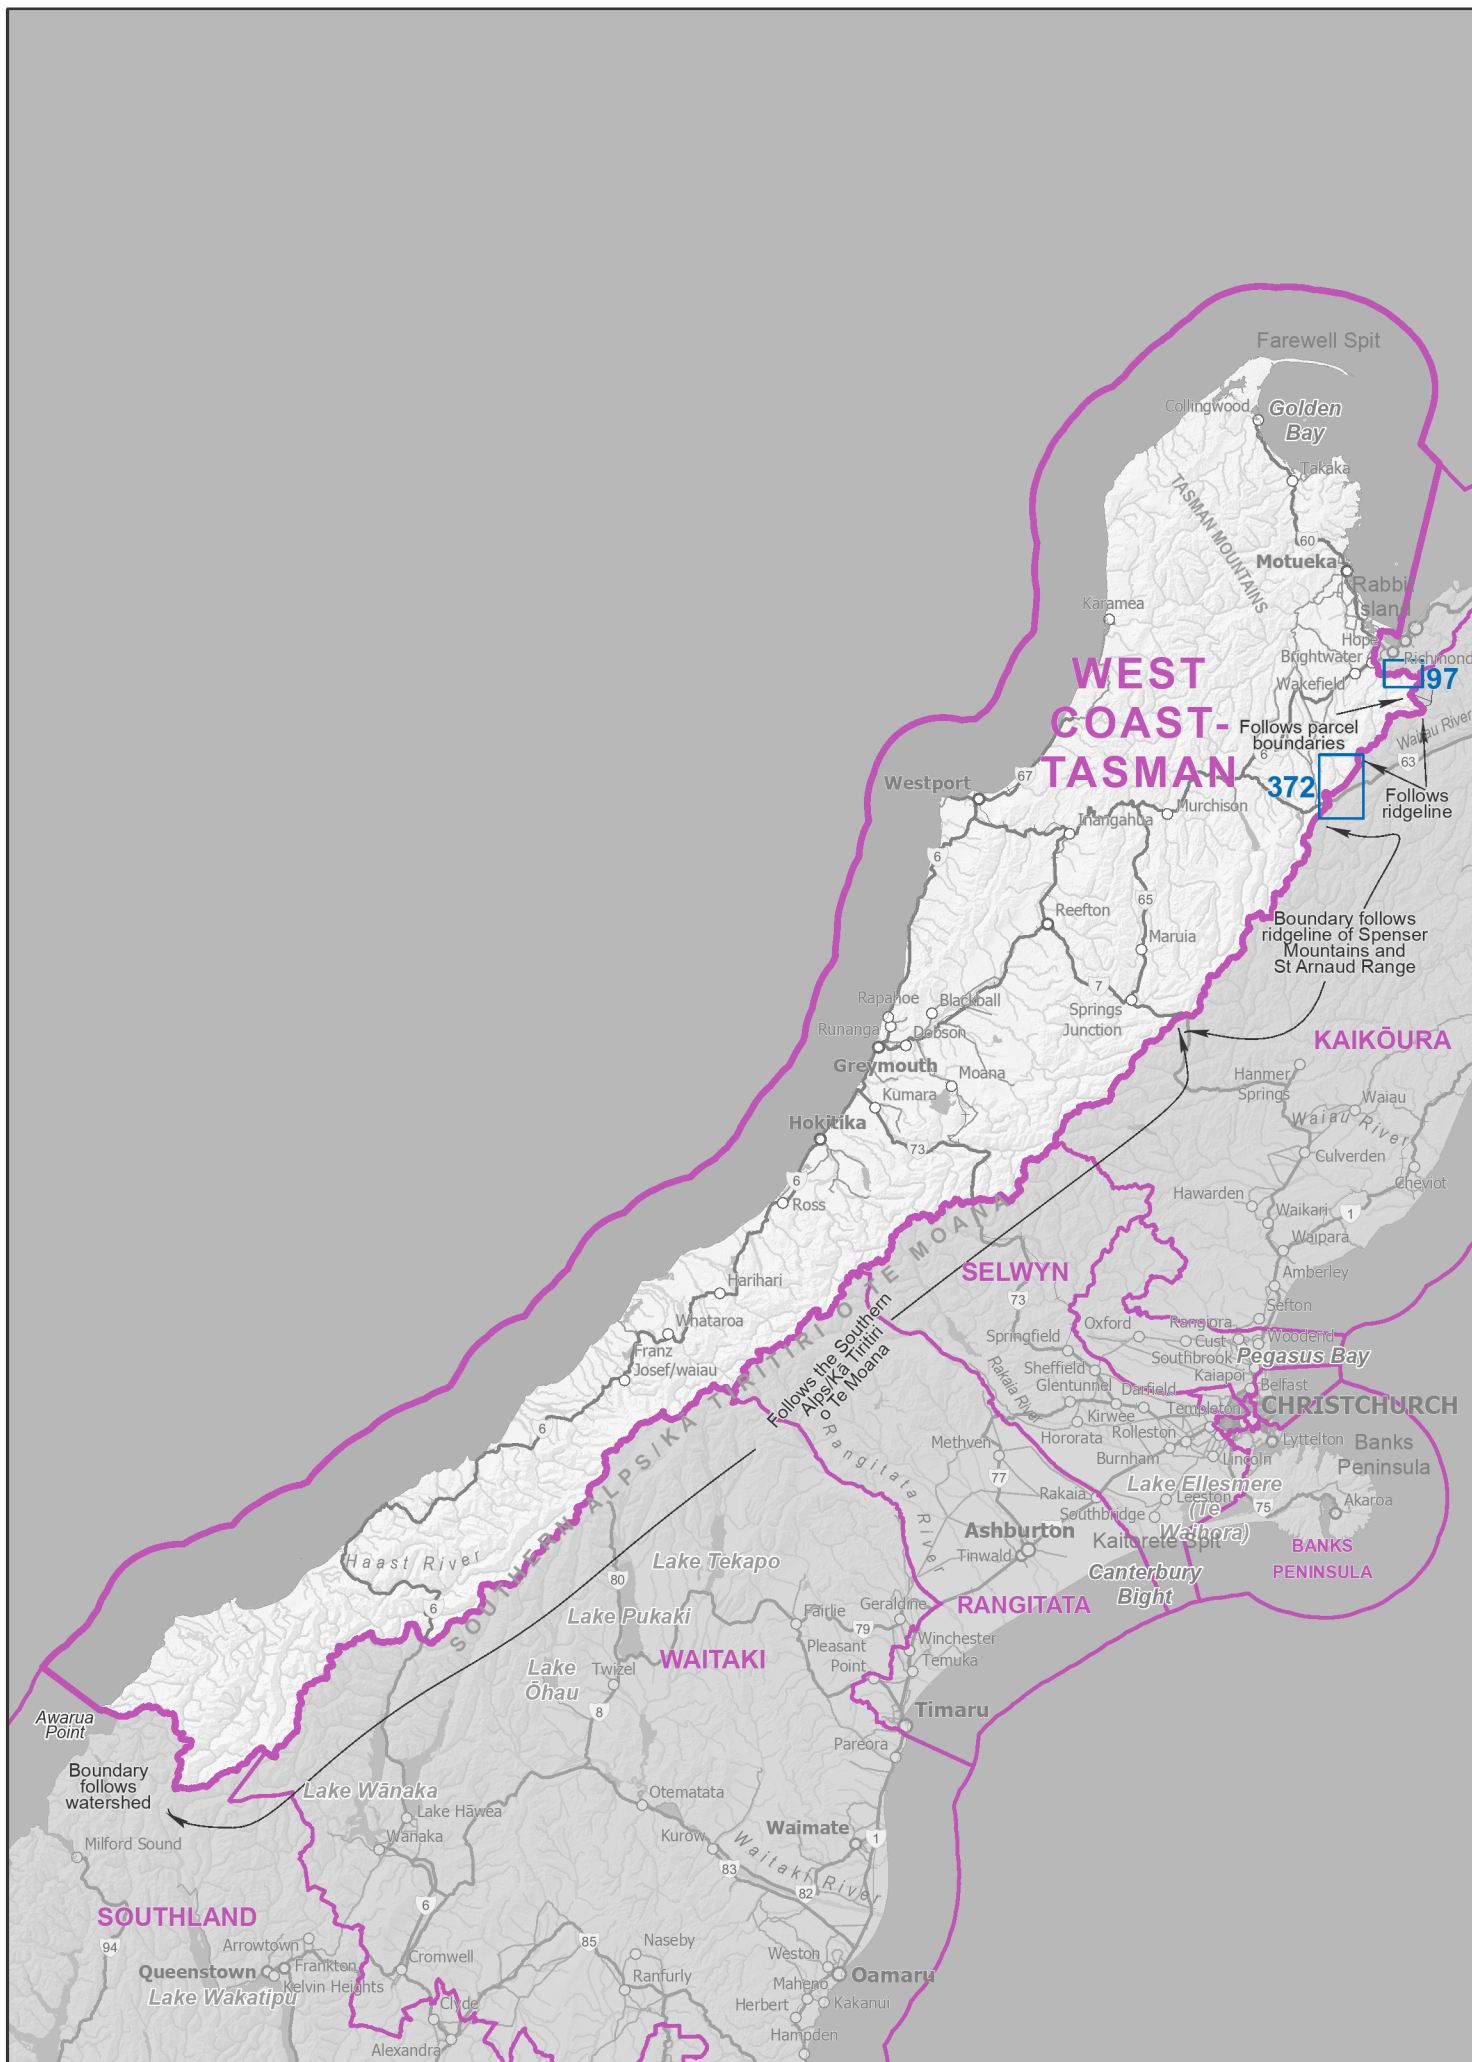 Farewell Spit
Collingwood
Golden
Bay
Takaka
TASMAN MOUNTAINS
60
Motueka
Karamea
Hope
Richmond
Brightwater
Wakefield
97
WEST
COAST-
TASMAN
Follows parcel
boundaries
Wairau River
6
63
372
Follows
ridgeline
67
Westport
Murchison
Inangahua
6
65
Reefton
Maruia
Boundary follows
ridgeline of Spenser
Mountains and
St Arnaud Range
7
Rapahoe
Blackball
Springs
Junction
Runanga
Dobson
KAIKŌURA
Greymouth
Moana
Hanmer
Springs
Kumara
Waiau
Waiau River
Hokitika
73
Culverden
Cheviot
6
Ross
Hawarden
Waikari
1
Waipara
SOUTHERN ALPS/KĀ TIRITIRI O TE MOANA
SELWYN
Amberley
Harihari
73
Sefton
Follows the Southern
Alps/Kā Tiritiri
o Te Moana
Whataroa
Oxford
Rangiora
Springfield
Cust
Woodend
Franz
Josef/waiau
Southbrook
Pegasus Bay
Sheffield
Kaiapoi
Rakaia River
Glentunnel
Darfield
Belfast
6
Kirwee
Templeton
CHRISTCHURCH
Hororata
Rolleston
Rangitata River
Methven
Burnham
Lincoln
Lyttelton
Banks
Peninsula
77
Lake Ellesmere
(Te
Waihora)
Rakaia
Leeston
75
Akaroa
Southbridge
Ashburton
Kaitorete Spit
Tinwald
BANKS
PENINSULA
Haast River
Lake Tekapo
Canterbury
Bight
80
6
Lake Pukaki
Fairlie
Geraldine
RANGITATA
79
Pleasant
Point
Winchester
WAITAKI
Temuka
Lake
Ōhau
Twizel
8
Timaru
Awarua
Point
Pareora
Boundary
follows
watershed
Lake Wānaka
Otematata
Lake Hāwea
Wanaka
Waimate
1
Milford Sound
Kurow
Waitaki River
83
82
6
SOUTHLAND
Arrowtown
94
85
Naseby
Cromwell
Weston
Queenstown
Frankton
Ranfurly
Oamaru
Kelvin Heights
Maheno
Lake Wakatipu
Clyde
Herbert
Kakanui
Alexandra
Hampden